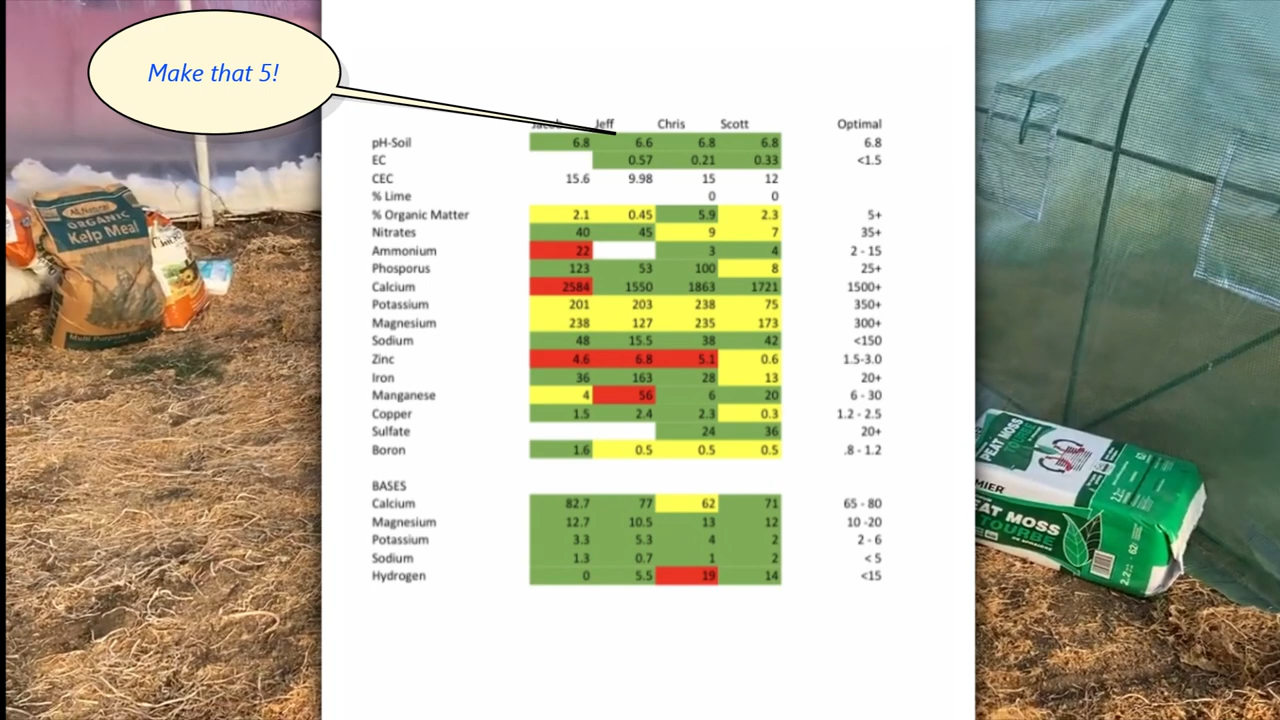 Make that 5!
Jacob Jeff Chris Scott Optimal
pH-Soil 6.8 6.6 6.8 6.8 6.8
EC 0.57 0.21 0.33 <1.5
CEC 15.6 9.98 15 12
% Lime 0 0
% Organic Matter 2.1 0.45 5.9 2.3 5+
Nitrates 40 45 9 7 35+
Ammonium 22 3 4 2 - 15
Phosporus 123 53 100 8 25+
Calcium 2584 1550 1863 1721 1500+
Potassium 201 203 238 75 350+
Magnesium 238 127 235 173 300+
Sodium 48 15.5 38 42 <150
Zinc 4.6 6.8 5.1 0.6 1.5-3.0
Iron 36 163 28 13 20+
Manganese 4 56 6 20 6 - 30
Copper 1.5 2.4 2.3 0.3 1.2 - 2.5
Sulfate 24 36 20+
Boron 1.6 0.5 0.5 0.5 .8 - 1.2
BASES
Calcium 82.7 77 62 71 65 - 80
Magnesium 12.7 10.5 13 12 10 -20
Potassium 3.3 5.3 4 2 2 - 6
Sodium 1.3 0.7 1 2 < 5
Hydrogen 0 5.5 19 14 <15
ORGANIC
Kelp Meal
PEAT MOSS
TOURBE
MIER
EAT MOSS
TOURBE